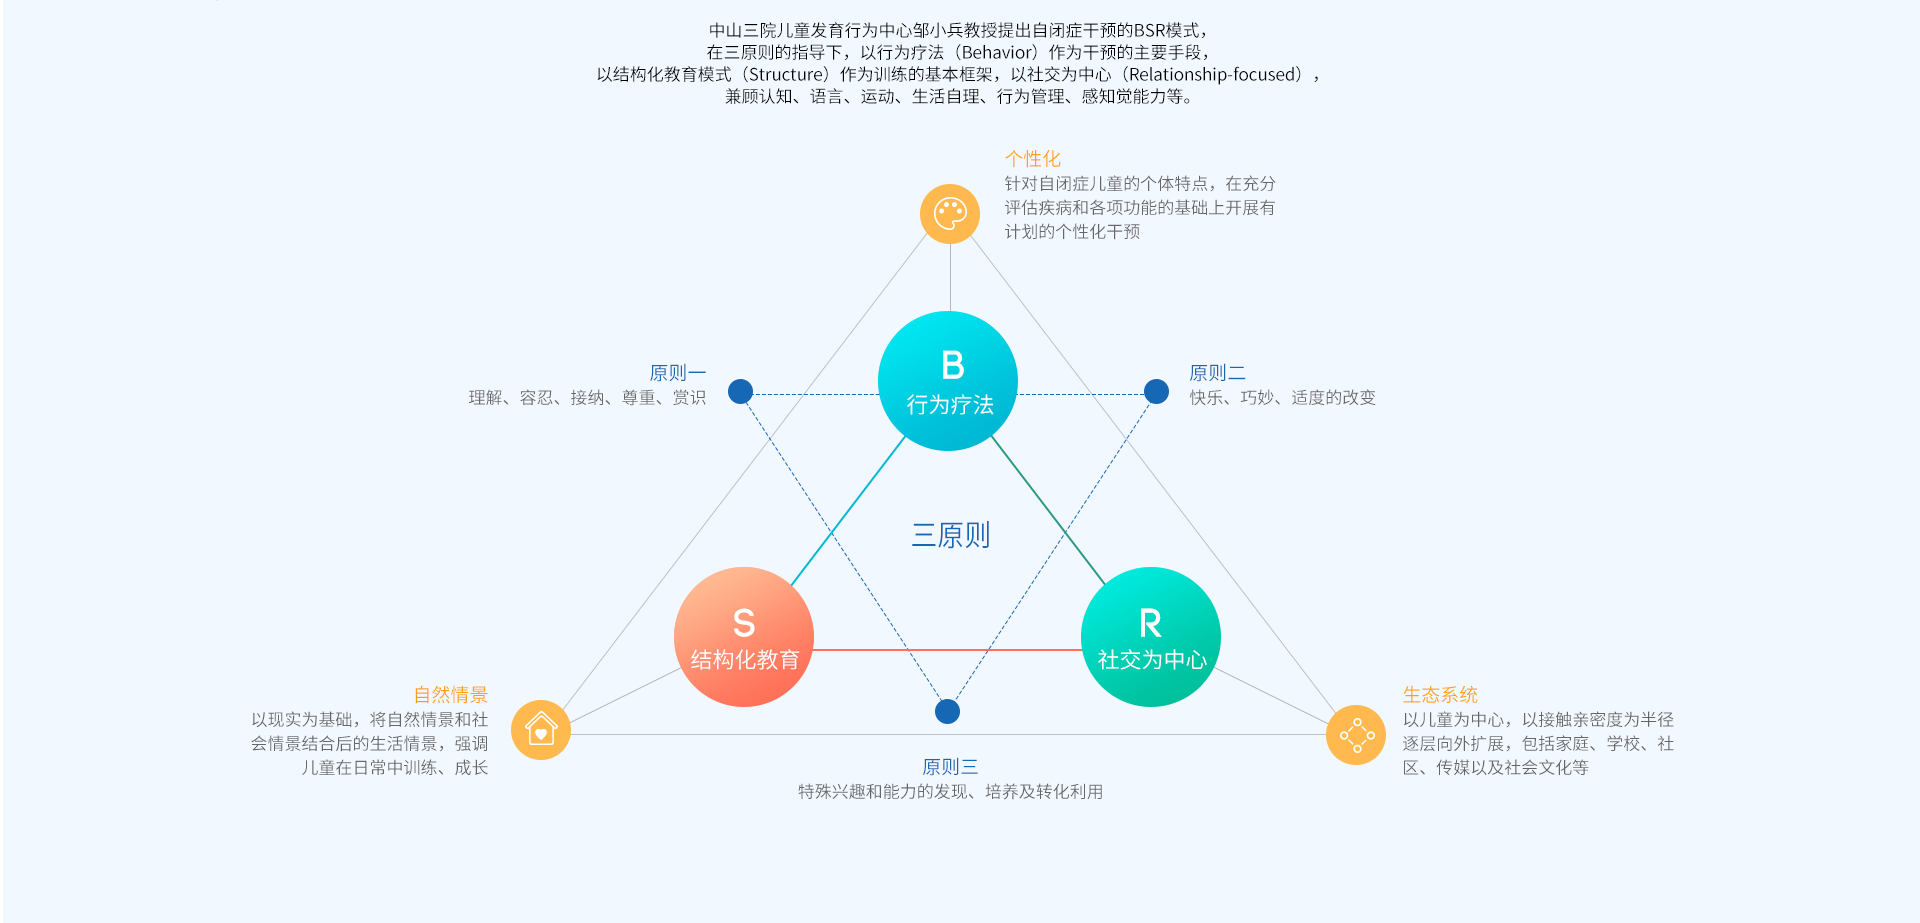 中山三院儿童发育行为中心邹小兵教授提出自闭症干预的BSR模式，
在三原则的指导下，以行为疗法（Behavior）作为干预的主要手段，
以结构化教育模式（Structure）作为训练的基本框架，以社交为中心（Relationship-focused），
兼顾认知、语言、运动、生活自理、行为管理、感知觉能力等。
个性化
针对自闭症儿童的个体特点，在充分
评估疾病和各项功能的基础上开展有
计划的个性化干预
原则一
理解、容忍、接纳、尊重、赏识
B
行为疗法
原则二
快乐、巧妙、适度的改变
三原则
S
结构化教育
R
社交为中心
自然情景
以现实为基础，将自然情景和社
会情景结合后的生活情景，强调
儿童在日常中训练、成长
生态系统
以儿童为中心，以接触亲密度为半径
逐层向外扩展，包括家庭、学校、社
区、传媒以及社会文化等
原则三
特殊兴趣和能力的发现、培养及转化利用